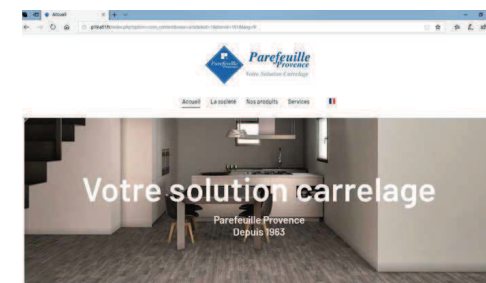 Accueil
Parefeuille
Parefeuille
Provence
Votre Solution Carrelage
Accueil La société Nos produits Services
Votre solution carrelage
Parefeuille Provence
Depuis 1963